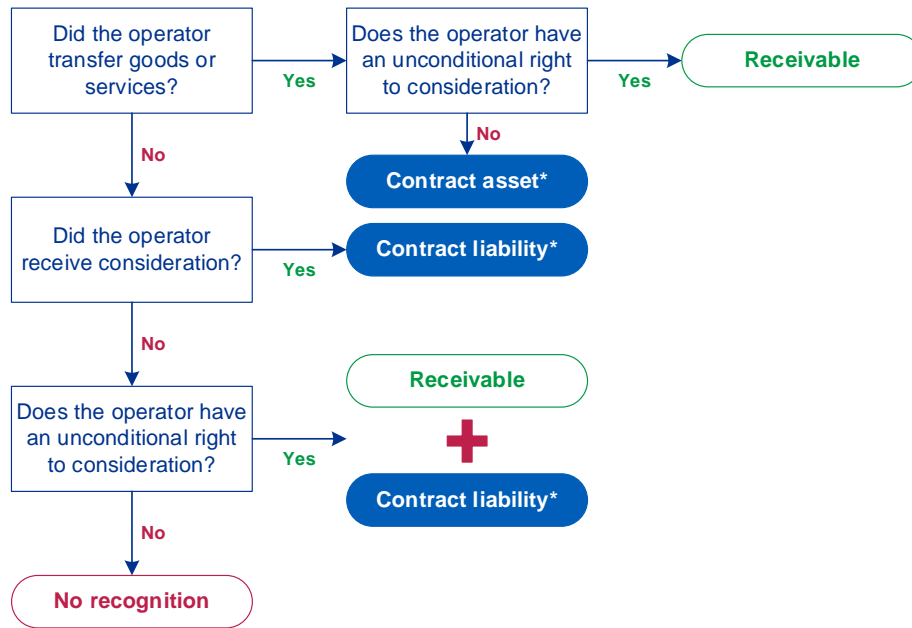 Did the operator
transfer goods or
services?
Yes
Does the operator have
an unconditional right
to consideration?
Yes
Receivable
No
No
Contract asset*
Did the operator
receive consideration?
Yes
Contract liability*
No
Does the operator have
an unconditional right
to consideration?
Yes
Receivable
Contract liability*
No
No recognition